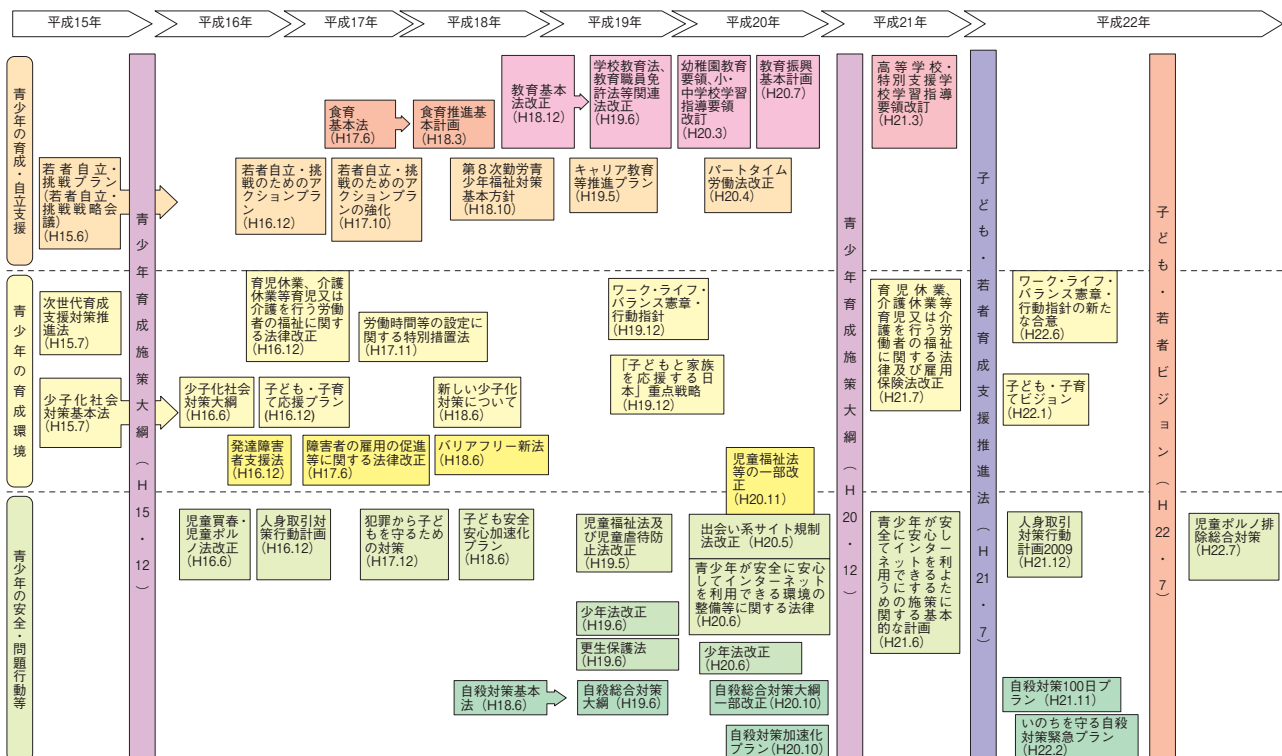 平成15年
平成16年
平成17年
平成18年
平成19年
平成20年
平成21年
平成22年
青少年の育成・自立支援
若者自立・
挑戦プラン
(若者自立・
挑戦戦略会
議)
(H15.6)
青少年育成施策大綱(H15・12)
若者自立・挑
戦のためのア
クションプラ
ン
(H16.12)
食育
基本法
(H17.6)
若者自立・挑
戦のためのア
クションプラ
ンの強化
(H17.10)
食育推進基
本計画
(H18.3)
教育基本
法改正
(H18.12)
第8次勤労青
少年福祉対策
基本方針
(H18.10)
学校教育法、
教育職員免
許法等関連
法改正
(H19.6)
キャリア教育
等推進プラン
(H19.5)
幼稚園教育
要領、小・
中学校学習
指導要領
改訂
(H20.3)
教育振興
基本計画
(H20.7)
パートタイム
労働法改正
(H20.4)
青少年育成施策大綱(H20・12)
高等学校・
特別支援学
校学習指導
要領改訂
(H21.3)
子ども・若者育成支援推進法(H21・7)
子ども・若者ビジョン(H22・7)
青少年の育成環境
次世代育成
支援対策推
進法
(H15.7)
少子化社会
対策基本法
(H15.7)
育児休業、介護
休業等育児又は
介護を行う労働
者の福祉に関す
る法律改正
(H16.12)
労働時間等の設定に
関する特別措置法
(H17.11)
少子化社会
対策大綱
(H16.6)
子ども・子育
て応援プラン
(H16.12)
新しい少子化
対策について
(H18.6)
発達障害
者支援法
(H16.12)
障害者の雇用の促進
等に関する法律改正
(H17.6)
バリアフリー新法
(H18.6)
ワーク・ライフ・
バランス憲章・
行動指針
(H19.12)
「子どもと家族
を応援する日
本」重点戦略
(H19.12)
児童福祉法
等の一部改
正
(H20.11)
育児休業、
介護休業等
育児又は介
護を行う労
働者の福祉
に関する法
律及び雇用
保険法改正
(H21.7)
ワーク・ライフ・
バランス憲章・
行動指針の新た
な合意
(H22.6)
子ども・子育
てビジョン
(H22.1)
青少年の安全・問題行動等
児童買春・
児童ポル
ノ法改正
(H16.6)
人身取引対
策行動計画
(H16.12)
犯罪から子ど
もを守るため
の対策
(H17.12)
子ども安全
安心加速化
プラン
(H18.6)
児童福祉法及
び児童虐待防
止法改正
(H19.5)
出会い系サイト規制
法改正 (H20.5)
青少年が安全に安心
してインターネット
を利用できる環境の
整備等に関する法律
(H20.6)
少年法改正
(H19.6)
更生保護法
(H19.6)
少年法改正
(H20.6)
自殺対策基本
法 (H18.6)
自殺総合対策
大綱 (H19.6)
自殺総合対策大綱
一部改正(H20.10)
自殺対策加速化
プラン(H20.10)
青少年が安
全に安心し
てインター
ネットを利
用できるよ
うにするた
めの施策に
関する基本
的な計画
(H21.6)
人身取引
対策行動
計画2009
(H21.12)
児童ポルノ排
除総合対策
(H22.7)
自殺対策100日プ
ラン (H21.11)
いのちを守る自殺
対策緊急プラン
(H22.2)